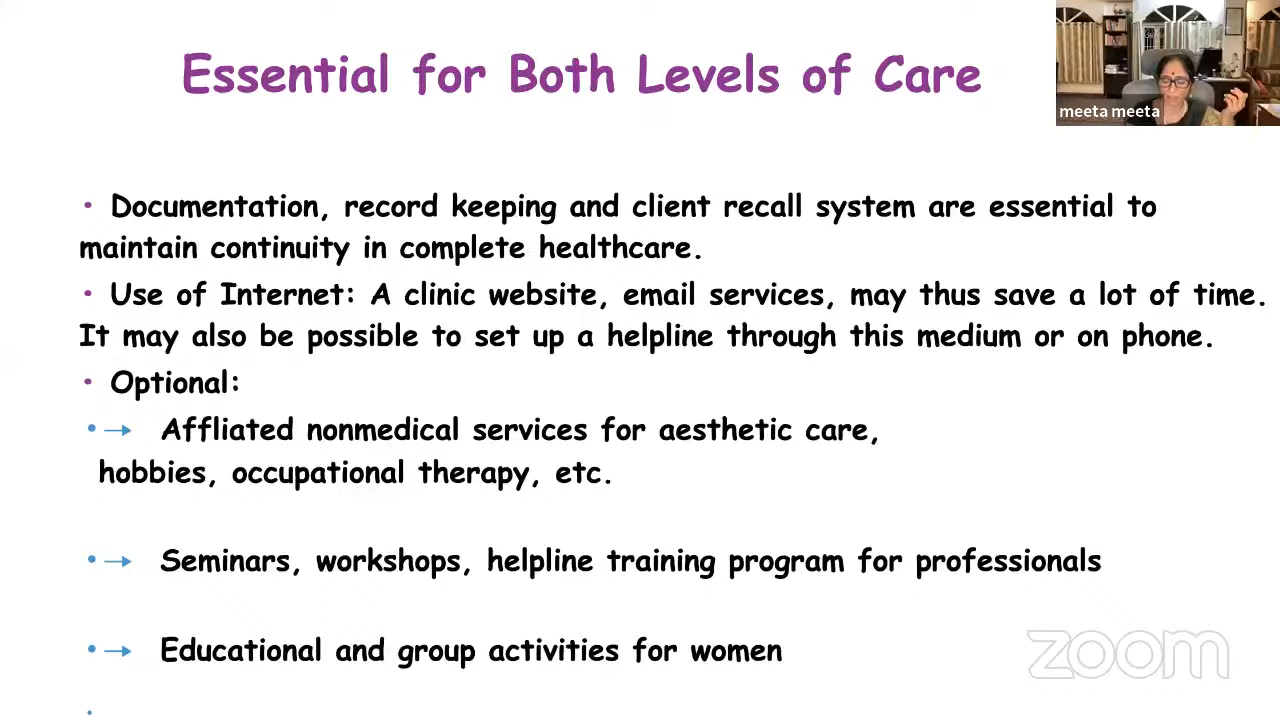 Essential for Both Levels of Care
meeta meeta
• Documentation, record keeping and client recall system are essential to
maintain continuity in complete healthcare.
• Use of Internet: A clinic website, email services, may thus save a lot of time.
It may also be possible to set up a helpline through this medium or on phone.
• Optional:
•→ Affliated nonmedical services for aesthetic care,
hobbies, occupational therapy, etc.
•→ Seminars, workshops, helpline training program for professionals
•→ Educational and group activities for women
zoom